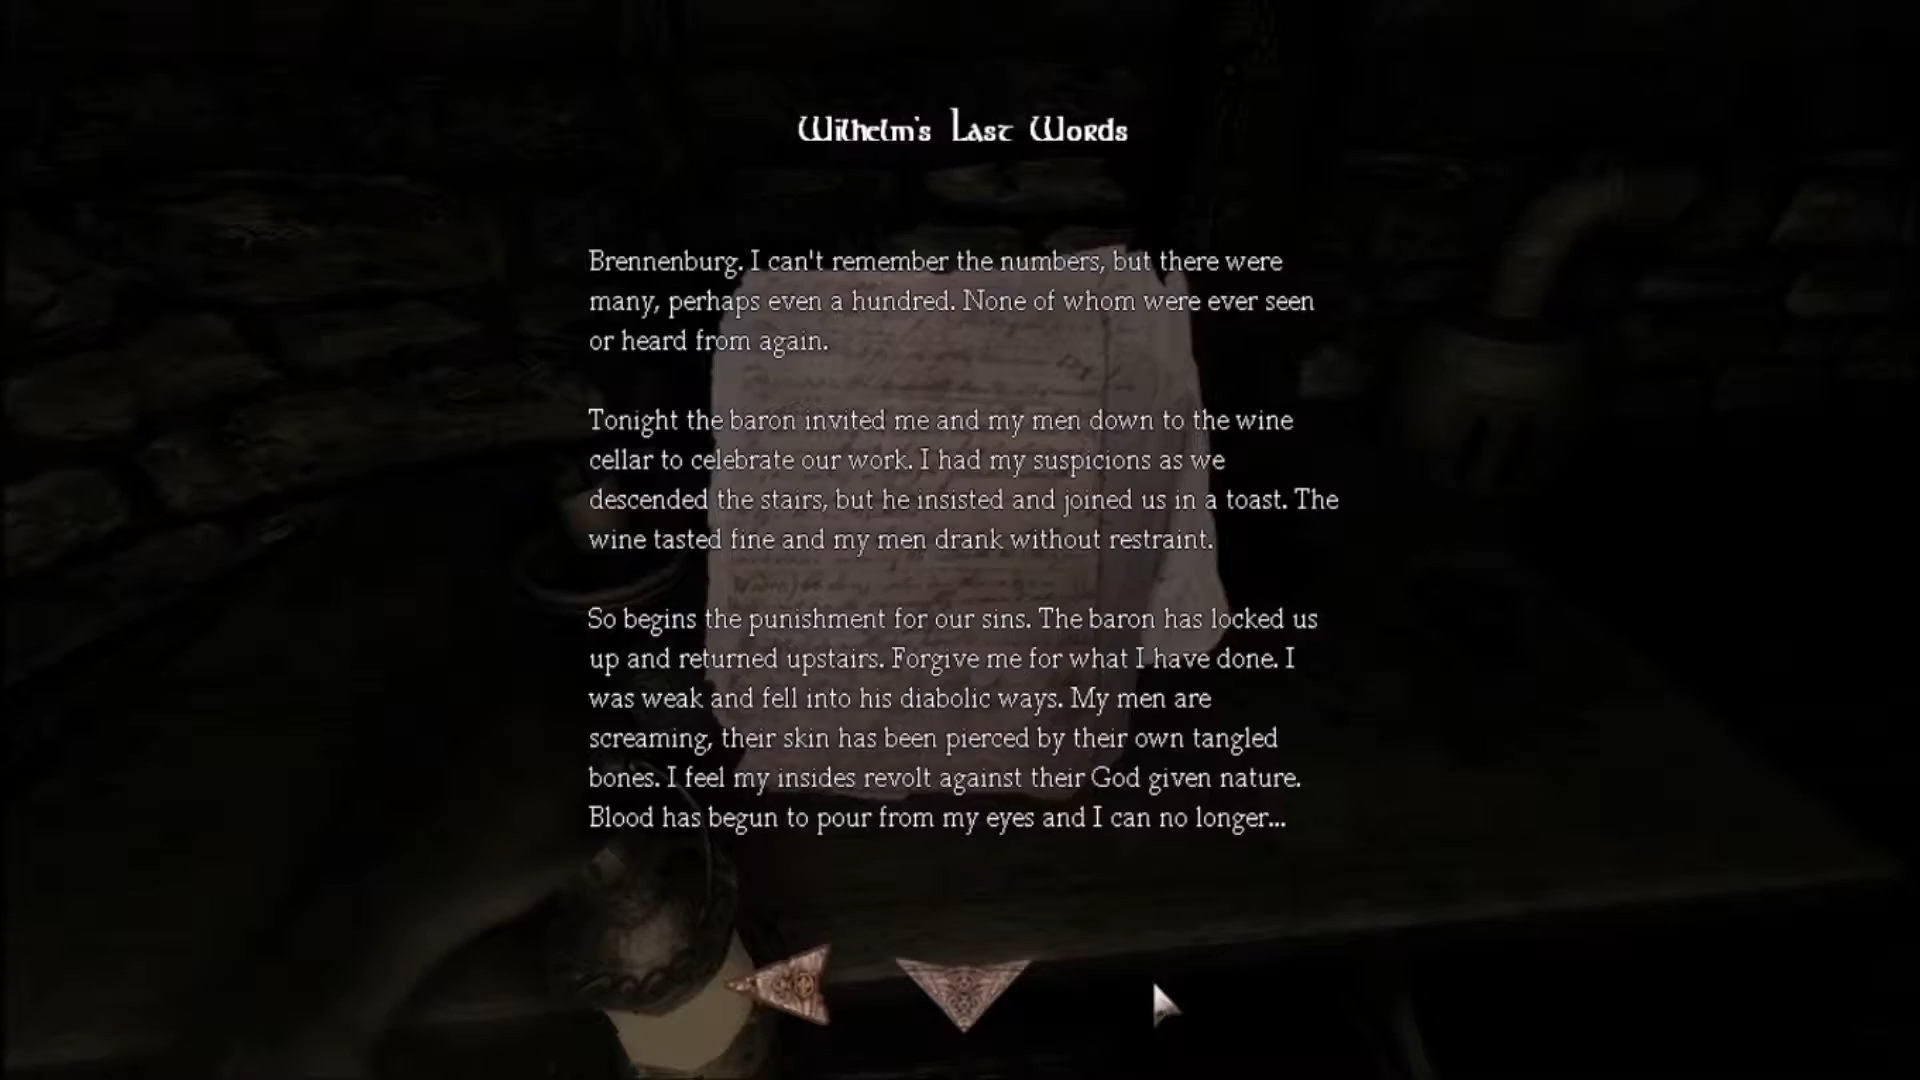 Wilhelm's Last Words
Brennenburg. I can't remember the numbers, but there were
many, perhaps even a hundred. None of whom were ever seen
or heard from again.
Tonight the baron invited me and my men down to the wine
cellar to celebrate our work. I had my suspicions as we
descended the stairs, but he insisted and joined us in a toast. The
wine tasted fine and my men drank without restraint.
So begins the punishment for our sins. The baron has locked us
up and returned upstairs. Forgive me for what I have done. I
was weak and fell into his diabolic ways. My men are
screaming, their skin has been pierced by their own tangled
bones. I feel my insides revolt against their God given nature.
Blood has begun to pour from my eyes and I can no longer...